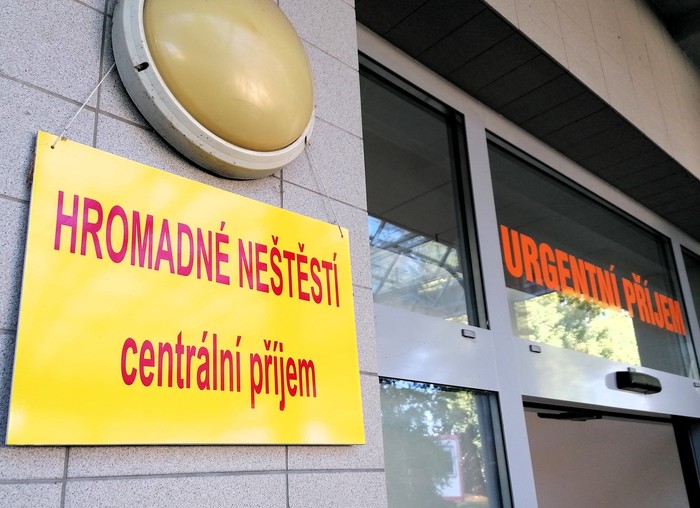 HROMADNÉ NEŠTĚSTÍ
centrální příjem
URGENTNÍ PŘÍJEM